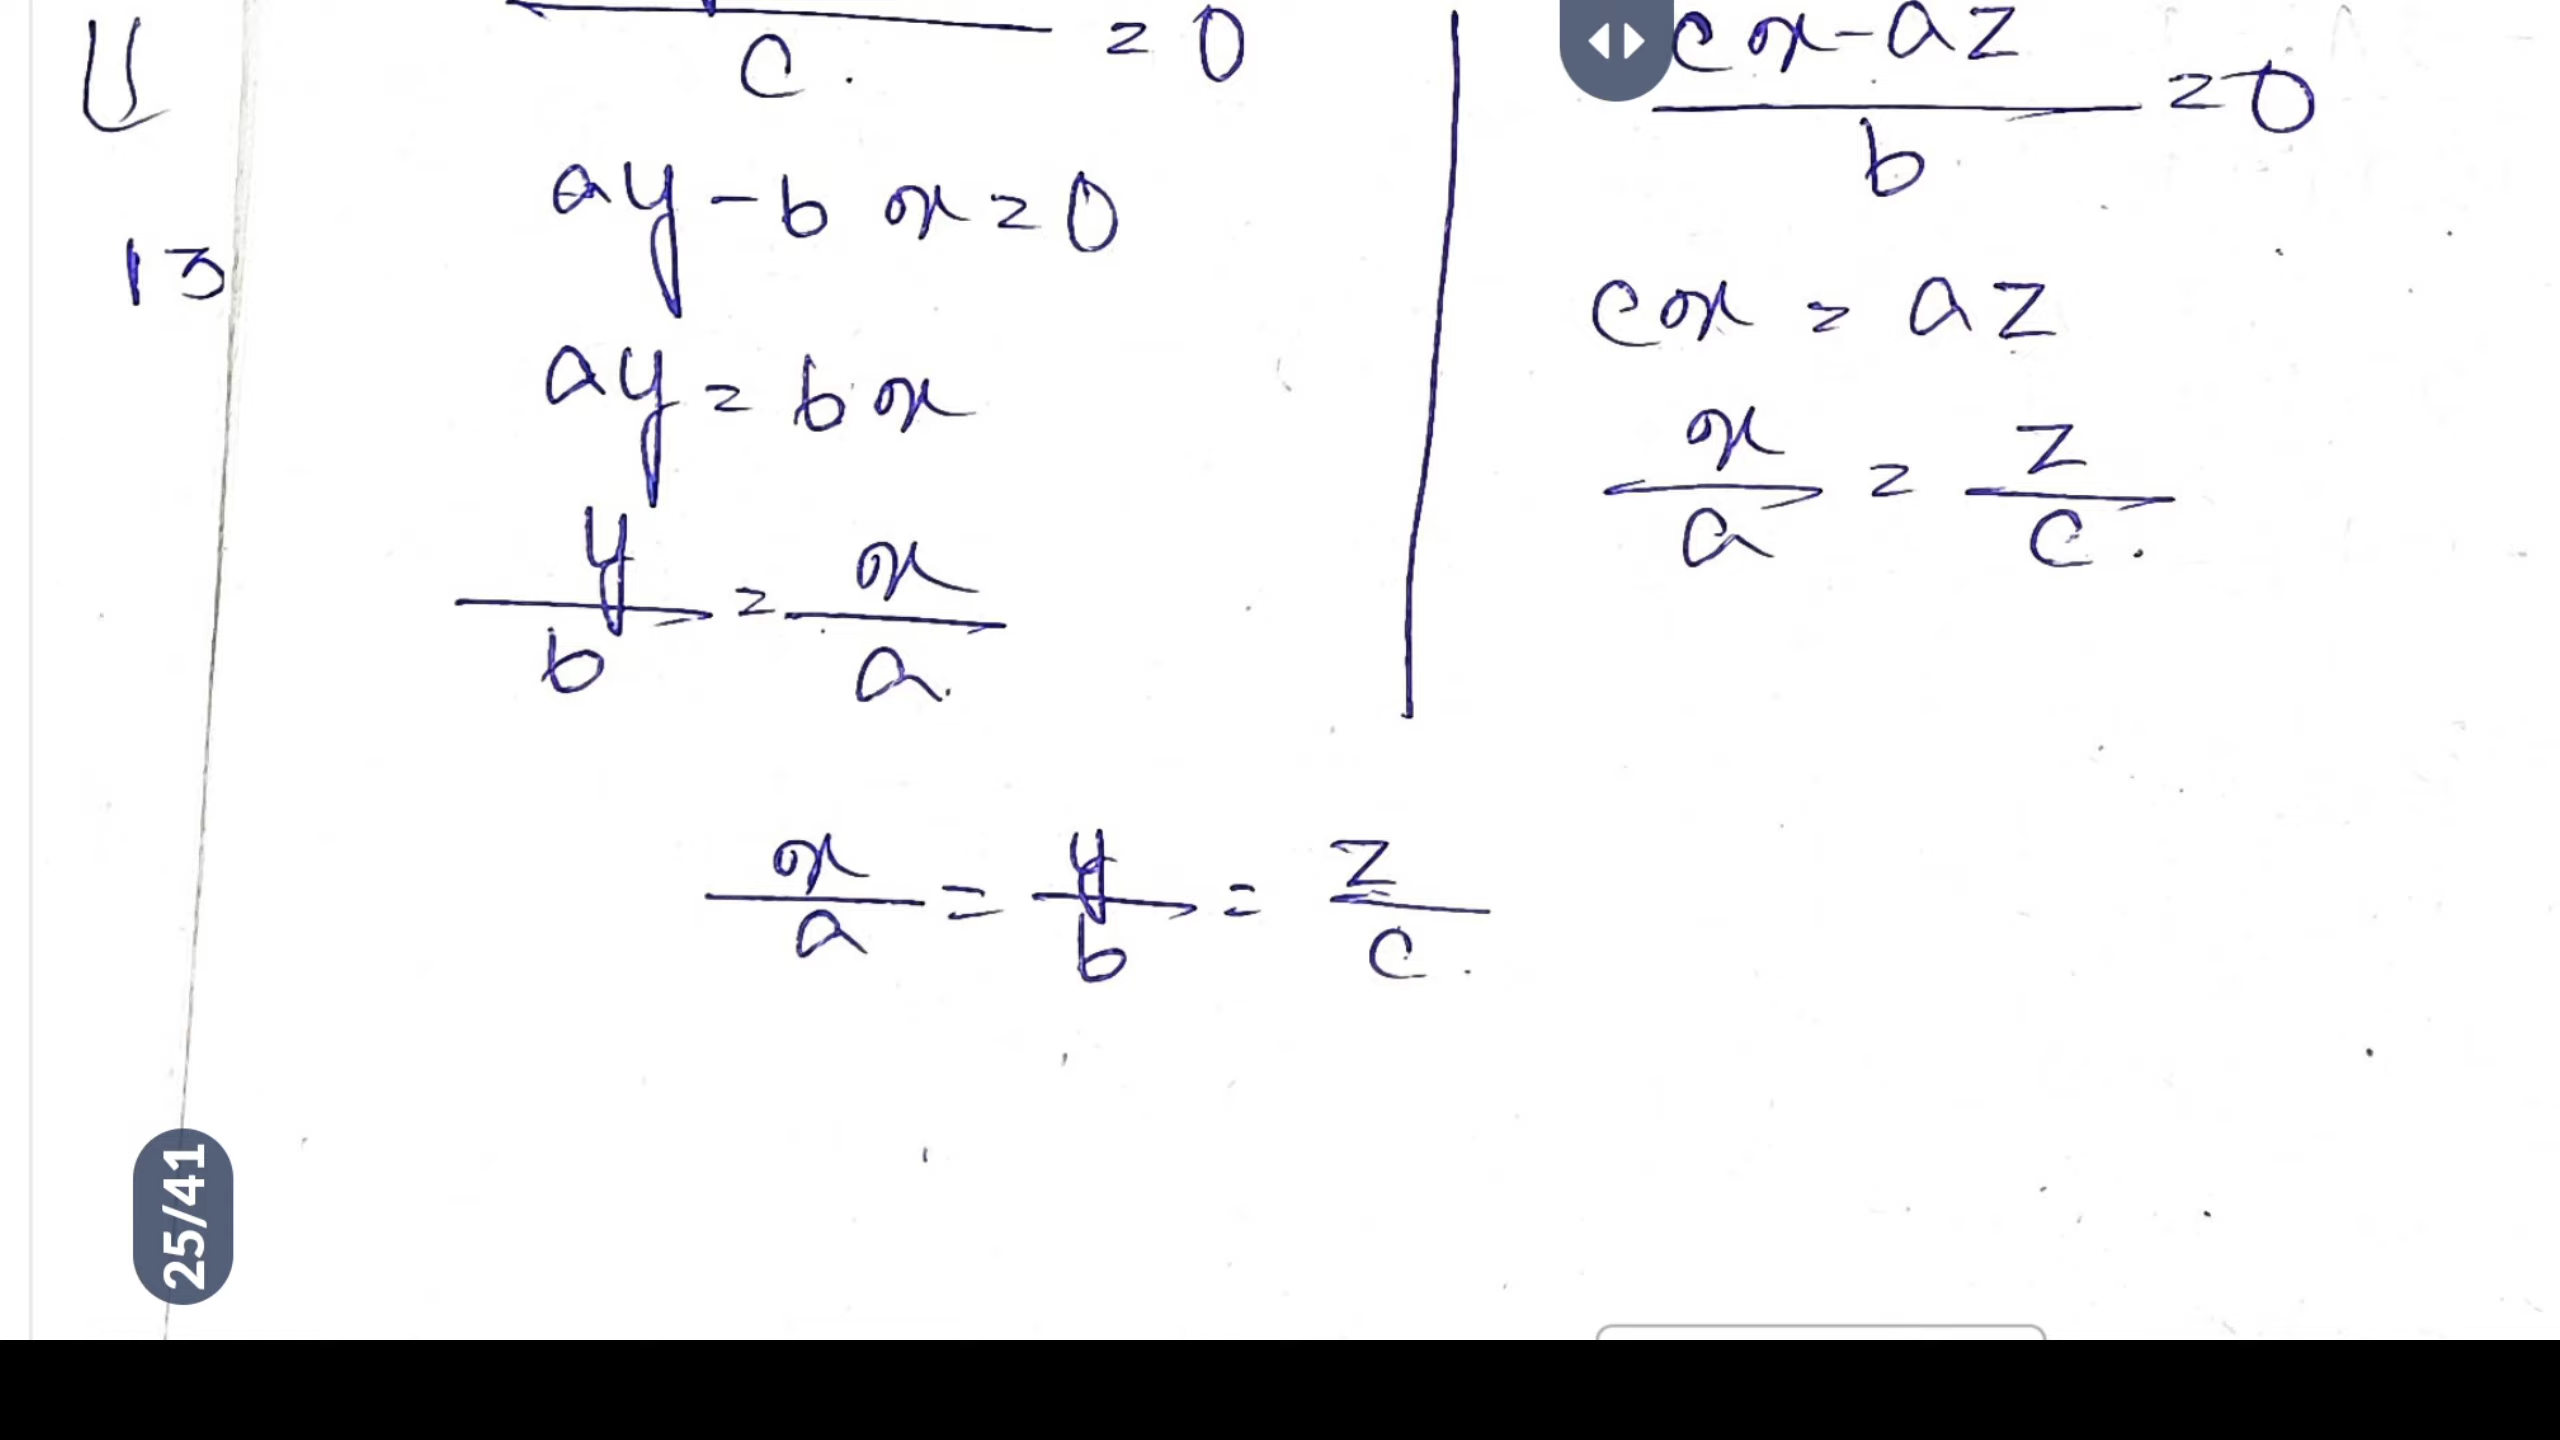 U
13
―
c. = 0
ay - bx = 0
ay = bx
y/b = x/a.
cx - az / b = 0
cx = az
x/a = z/c.
x/a = y/b = z/c.
25/41